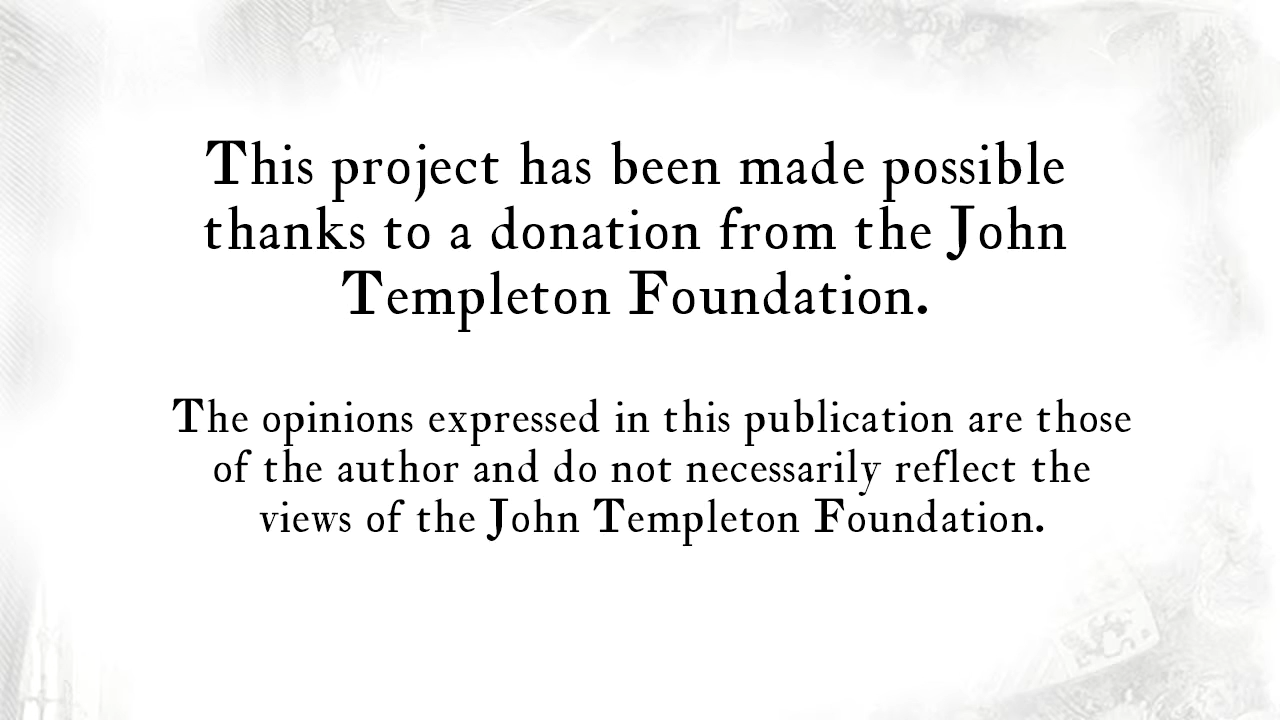 This project has been made possible
thanks to a donation from the John
Templeton Foundation.
The opinions expressed in this publication are those
of the author and do not necessarily reflect the
views of the John Templeton Foundation.